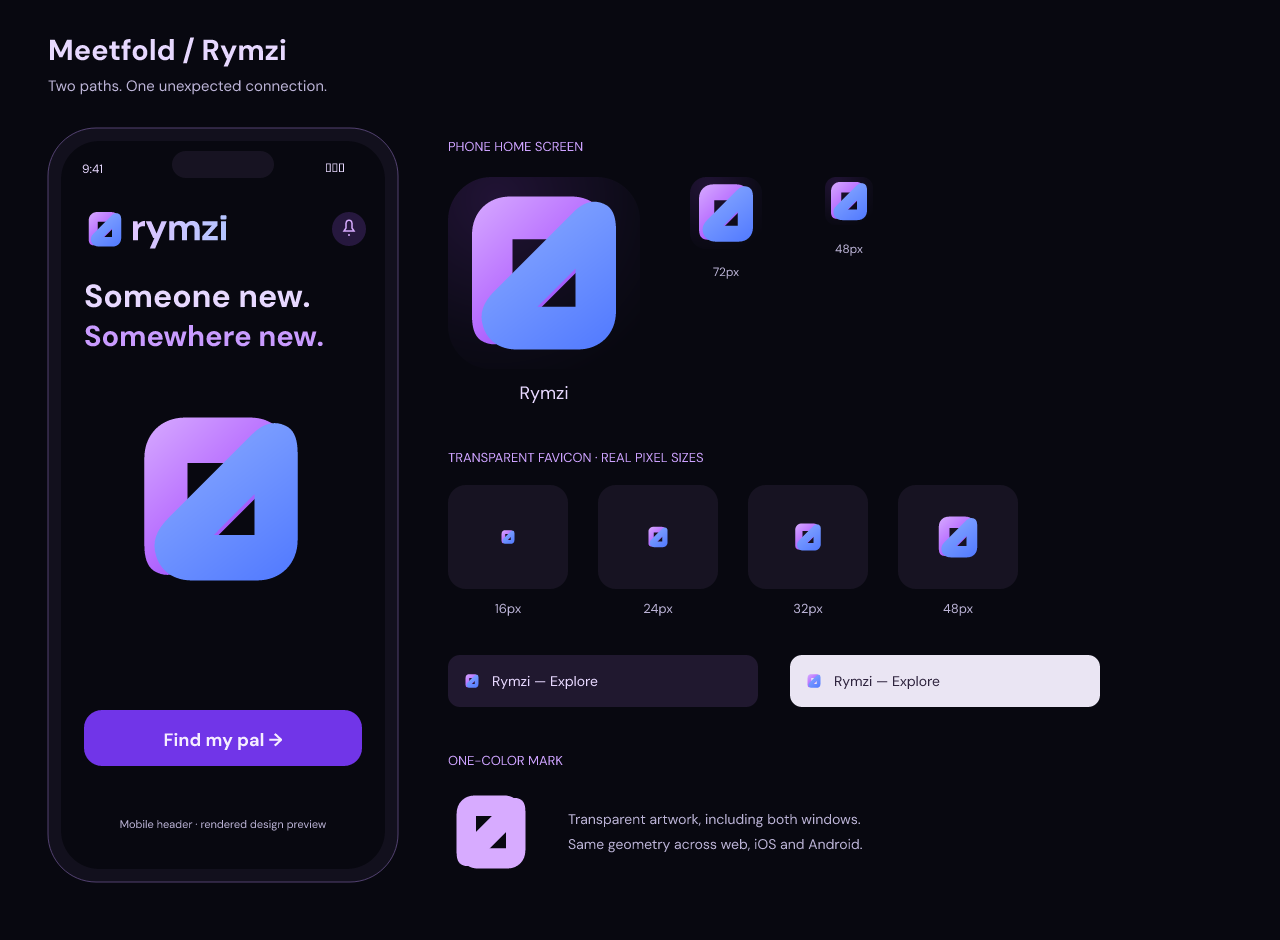 Meetfold / Rymzi
Two paths. One unexpected connection.
9:41
rymzi
Someone new.
Somewhere new.
Find my pal →
Mobile header · rendered design preview
PHONE HOME SCREEN
Rymzi
72px
48px
TRANSPARENT FAVICON · REAL PIXEL SIZES
16px
24px
32px
48px
Rymzi — Explore
Rymzi — Explore
ONE-COLOR MARK
Transparent artwork, including both windows.
Same geometry across web, iOS and Android.